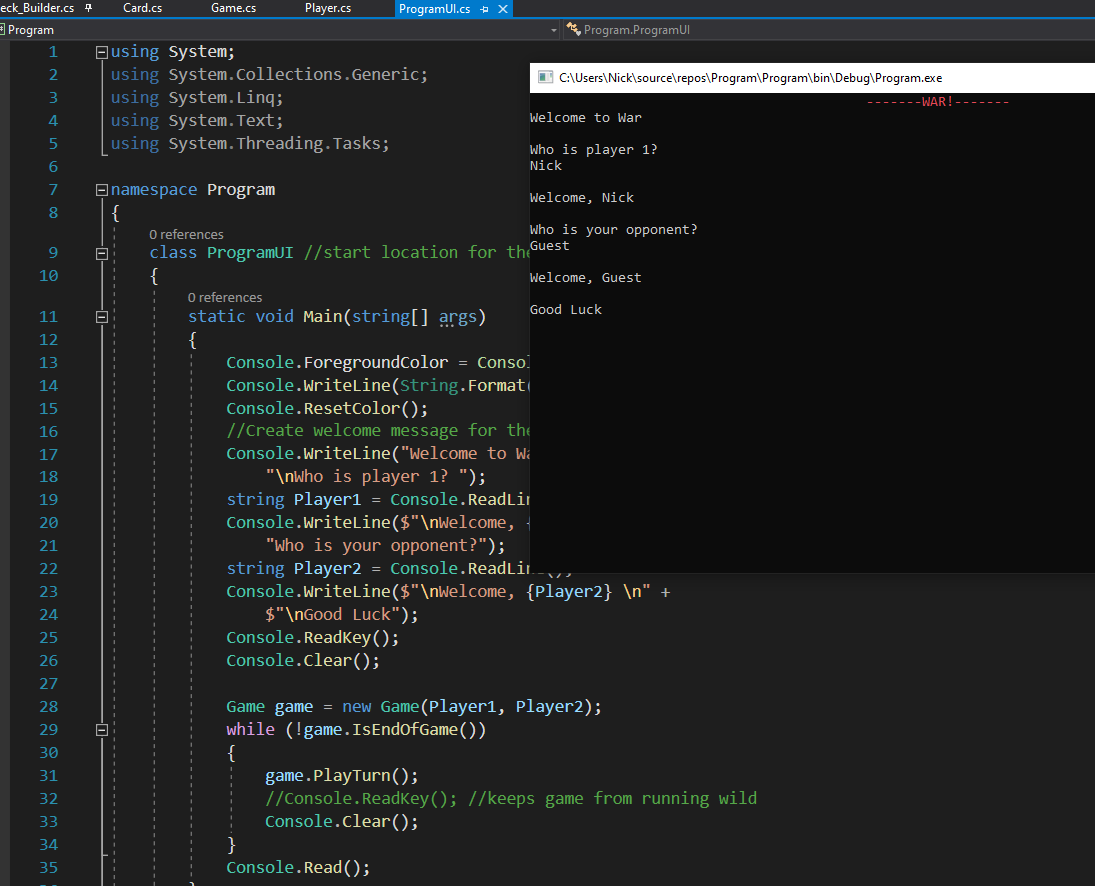 eck_Builder.cs Card.cs Game.cs Player.cs ProgramUI.cs
Program Program.ProgramUI
1 using System;
2 using System.Collections.Generic;
3 using System.Linq;
4 using System.Text;
5 using System.Threading.Tasks;
6
7 namespace Program
8 {
0 references
9 class ProgramUI //start location for the
10 {
0 references
11 static void Main(string[] args)
12 {
13 Console.ForegroundColor = Consol
14 Console.WriteLine(String.Format(
15 Console.ResetColor();
16 //Create welcome message for the
17 Console.WriteLine("Welcome to Wa
18 "\nWho is player 1? ");
19 string Player1 = Console.ReadLin
20 Console.WriteLine($"\nWelcome, {
21 "Who is your opponent?");
22 string Player2 = Console.ReadLine();
23 Console.WriteLine($"\nWelcome, {Player2} \n" +
24 $"\nGood Luck");
25 Console.ReadKey();
26 Console.Clear();
27
28 Game game = new Game(Player1, Player2);
29 while (!game.IsEndOfGame())
30 {
31 game.PlayTurn();
32 //Console.ReadKey(); //keeps game from running wild
33 Console.Clear();
34 }
35 Console.Read();
C:\Users\Nick\source\repos\Program\Program\bin\Debug\Program.exe
-------WAR!-------
Welcome to War
Who is player 1?
Nick
Welcome, Nick
Who is your opponent?
Guest
Welcome, Guest
Good Luck